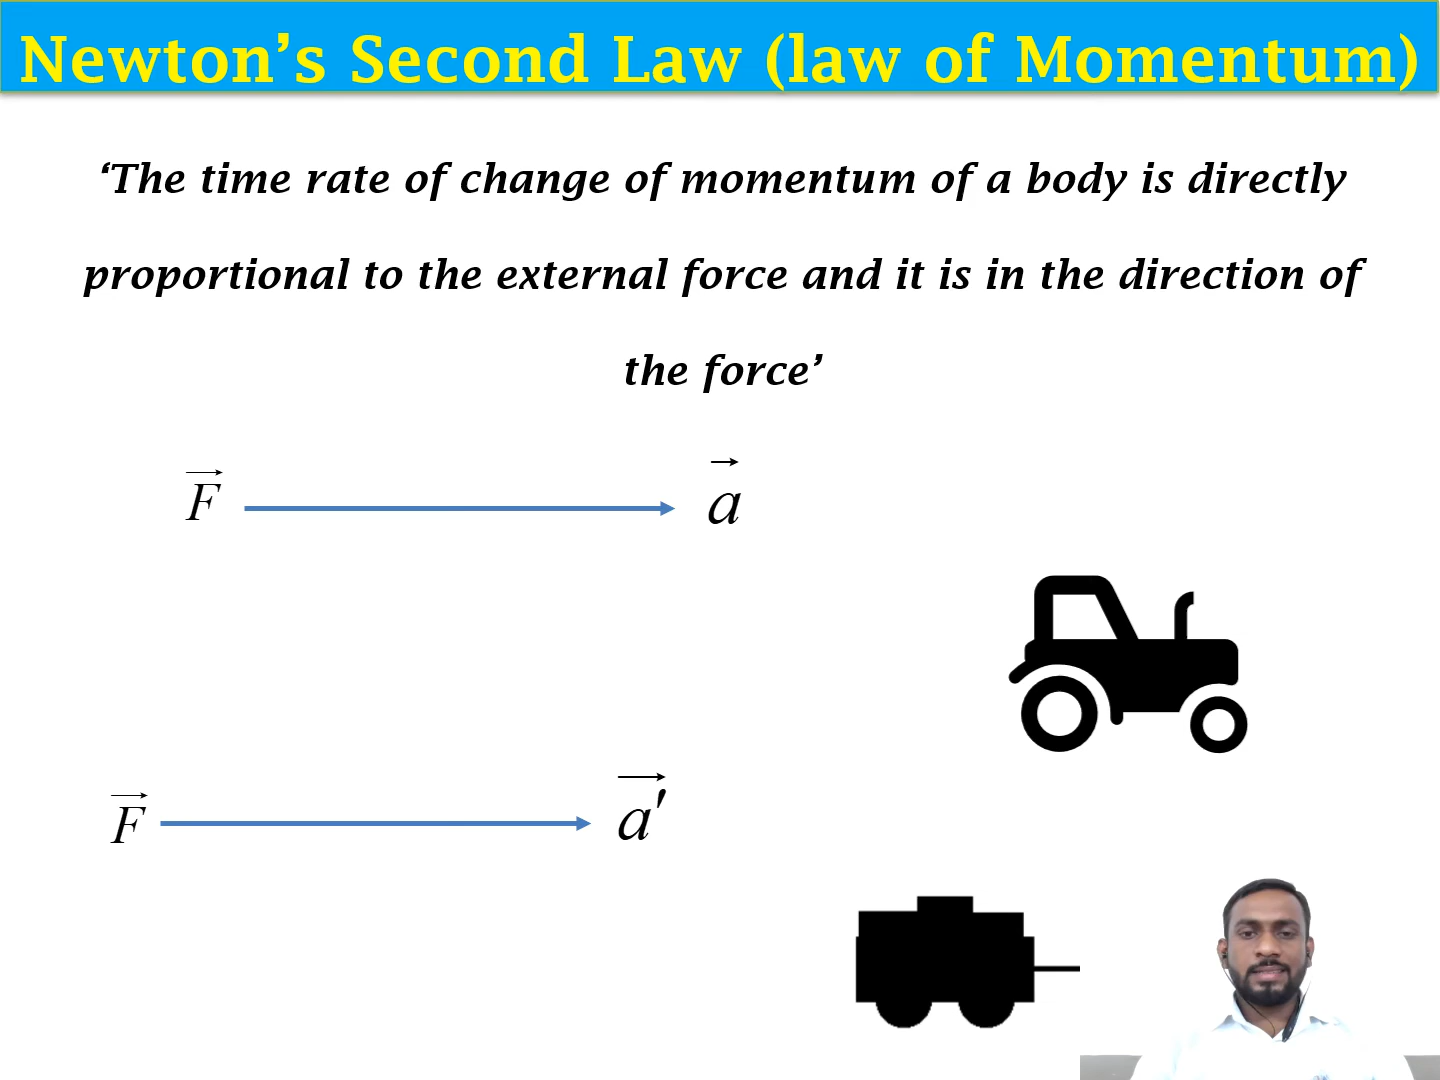 Newton’s Second Law (law of Momentum)
‘The time rate of change of momentum of a body is directly
proportional to the external force and it is in the direction of
the force’
F⃗ a⃗
F⃗ a⃗′